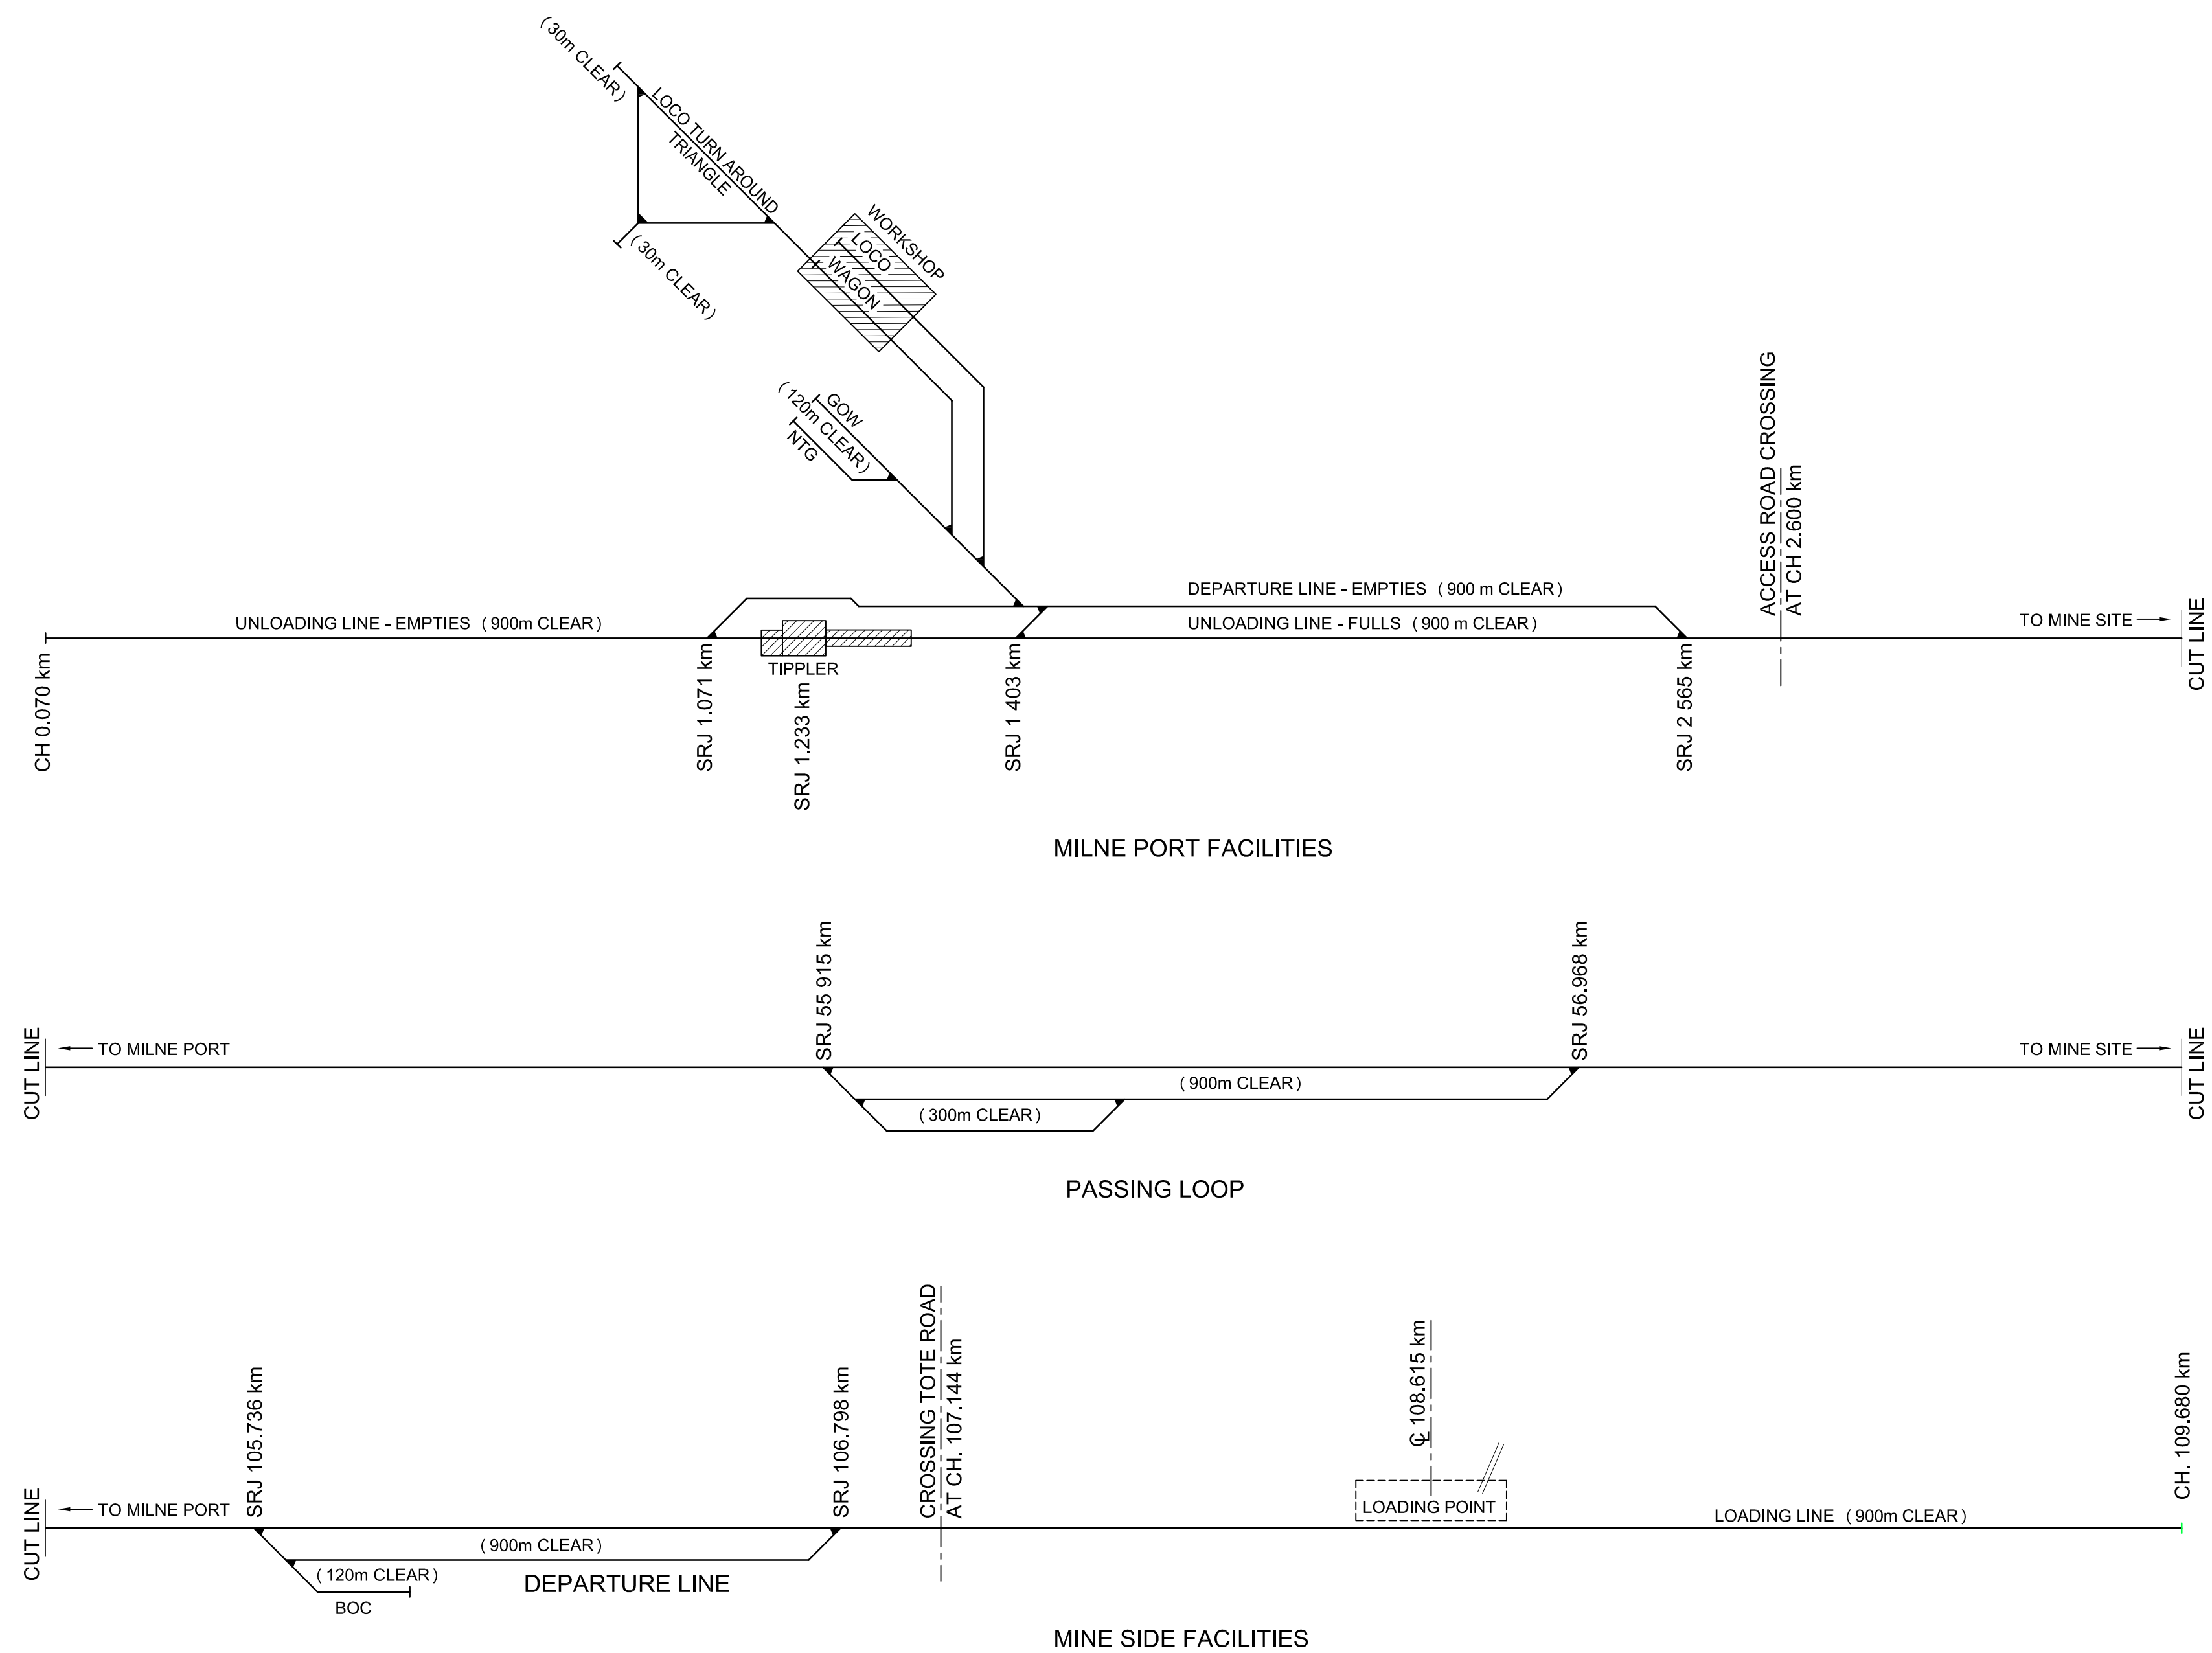 ( 30m CLEAR )
LOCO TURN AROUND
TRIANGLE
( 30m CLEAR )
WORKSHOP
LOCO
WAGON
GOW
( 120m CLEAR )
NTG
ACCESS ROAD CROSSING
AT CH 2.600 km
DEPARTURE LINE - EMPTIES ( 900 m CLEAR )
UNLOADING LINE - EMPTIES ( 900m CLEAR )
UNLOADING LINE - FULLS ( 900 m CLEAR )
TO MINE SITE
CUT LINE
TIPPLER
CH 0.070 km
SRJ 1.071 km
SRJ 1.233 km
SRJ 1 403 km
SRJ 2 565 km
MILNE PORT FACILITIES
SRJ 55 915 km
SRJ 56.968 km
CUT LINE
TO MILNE PORT
TO MINE SITE
CUT LINE
( 900m CLEAR )
( 300m CLEAR )
PASSING LOOP
SRJ 105.736 km
SRJ 106.798 km
CROSSING TOTE ROAD
AT CH. 107.144 km
℄ 108.615 km
CH. 109.680 km
CUT LINE
TO MILNE PORT
LOADING POINT
LOADING LINE ( 900m CLEAR )
( 900m CLEAR )
( 120m CLEAR )
DEPARTURE LINE
BOC
MINE SIDE FACILITIES